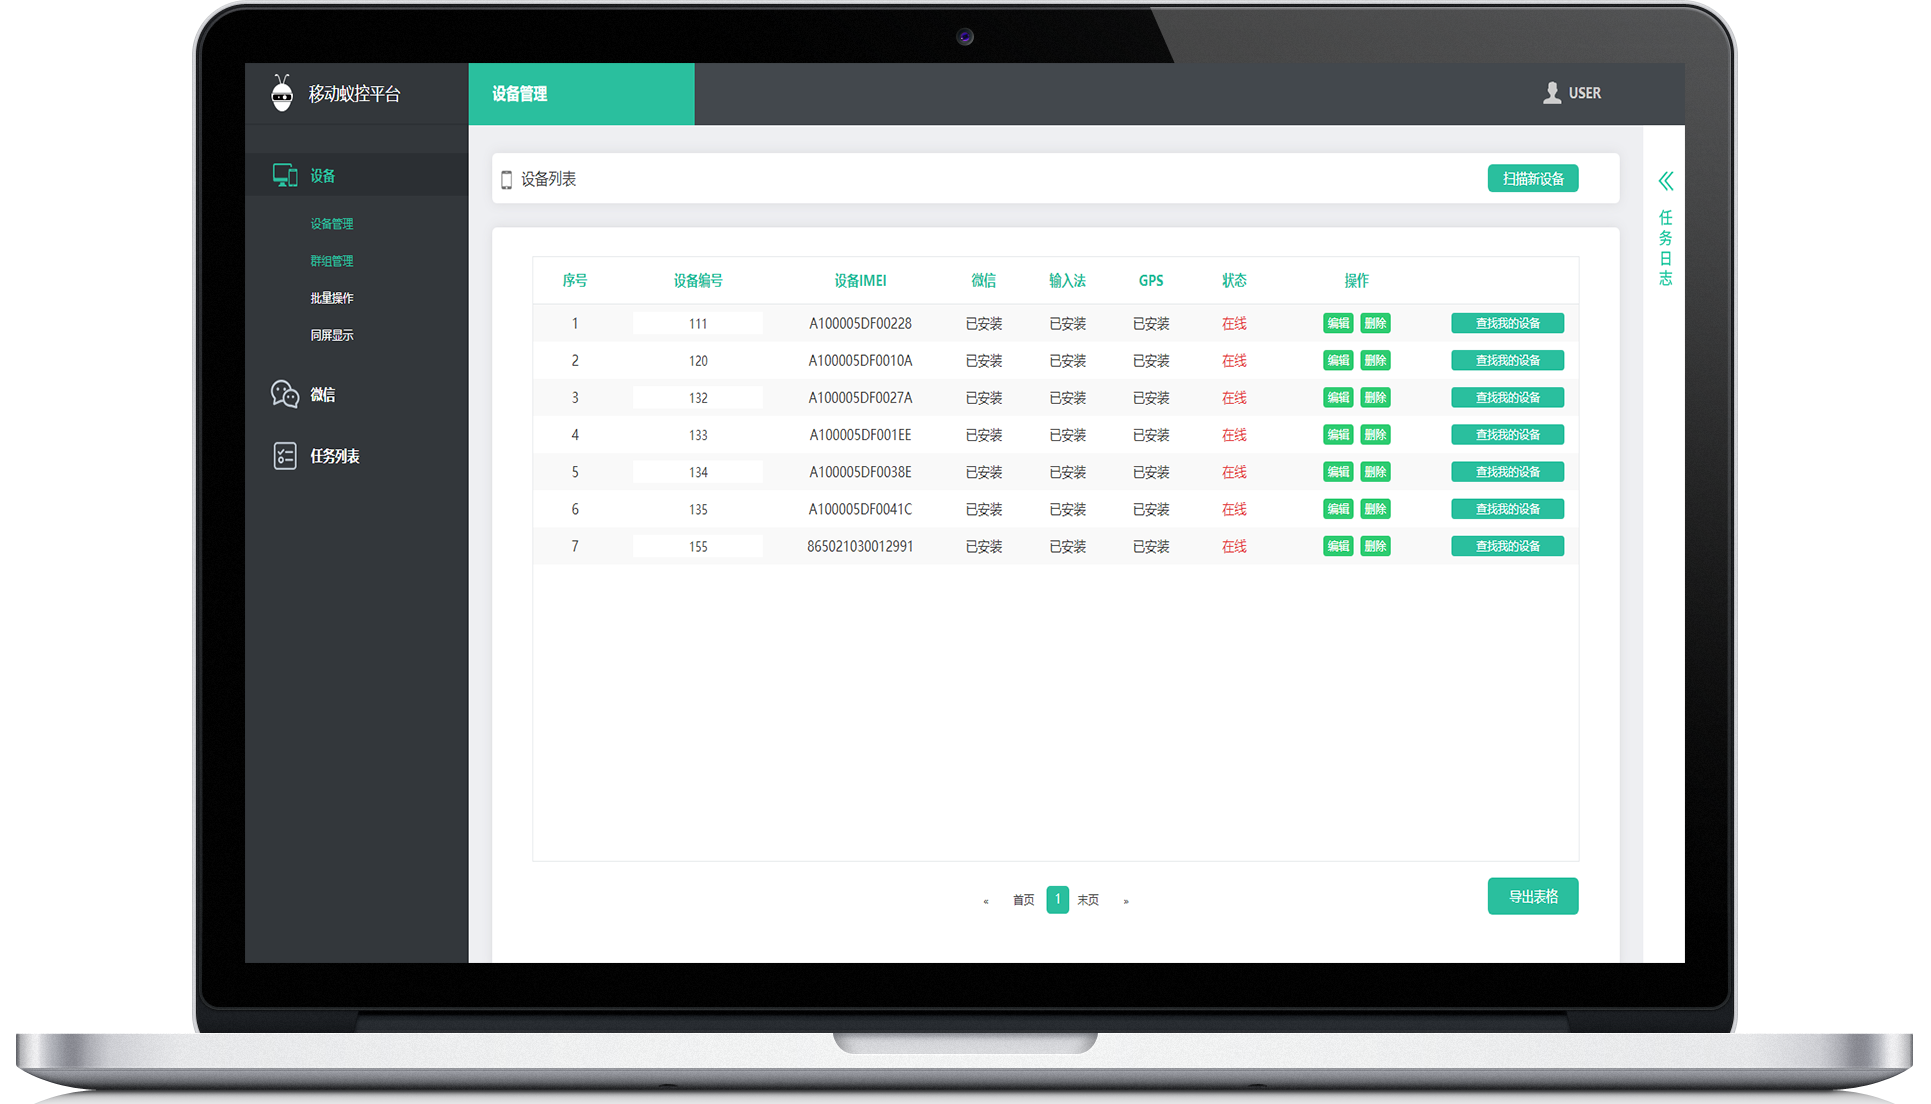 移动蚁控平台
设备管理
USER
设备
设备管理
群组管理
批量操作
同屏显示
微信
任务列表
设备列表
扫描新设备
序号 设备编号 设备IMEI 微信 输入法 GPS 状态 操作
1 111 A100005DF00228 已安装 已安装 已安装 在线 编辑 删除 查找我的设备
2 120 A100005DF0010A 已安装 已安装 已安装 在线 编辑 删除 查找我的设备
3 132 A100005DF0027A 已安装 已安装 已安装 在线 编辑 删除 查找我的设备
4 133 A100005DF001EE 已安装 已安装 已安装 在线 编辑 删除 查找我的设备
5 134 A100005DF0038E 已安装 已安装 已安装 在线 编辑 删除 查找我的设备
6 135 A100005DF0041C 已安装 已安装 已安装 在线 编辑 删除 查找我的设备
7 155 865021030012991 已安装 已安装 已安装 在线 编辑 删除 查找我的设备
« 首页 1 末页 »
导出表格
任务日志